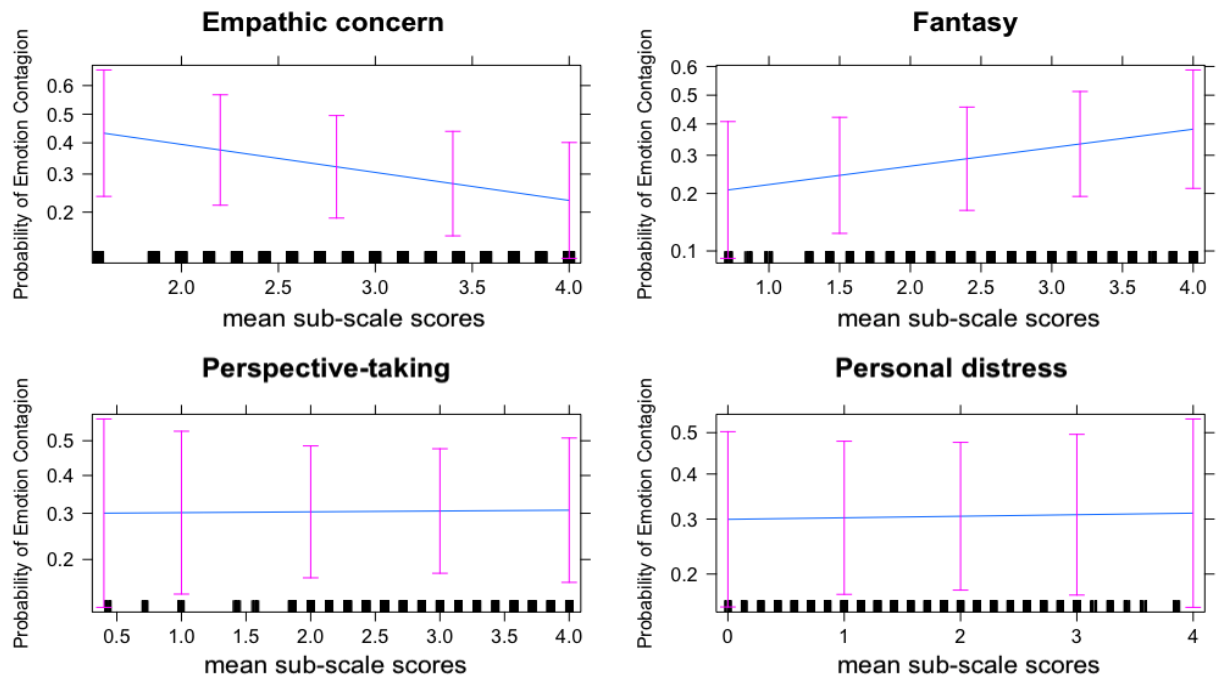 Empathic concern
Probability of Emotion Contagion
0.6
0.5
0.4
0.3
0.2
2.0 2.5 3.0 3.5 4.0
mean sub-scale scores
Fantasy
Probability of Emotion Contagion
0.6
0.5
0.4
0.3
0.2
0.1
1.0 1.5 2.0 2.5 3.0 3.5 4.0
mean sub-scale scores
Perspective-taking
Probability of Emotion Contagion
0.5
0.4
0.3
0.2
0.5 1.0 1.5 2.0 2.5 3.0 3.5 4.0
mean sub-scale scores
Personal distress
Probability of Emotion Contagion
0.5
0.4
0.3
0.2
0 1 2 3 4
mean sub-scale scores